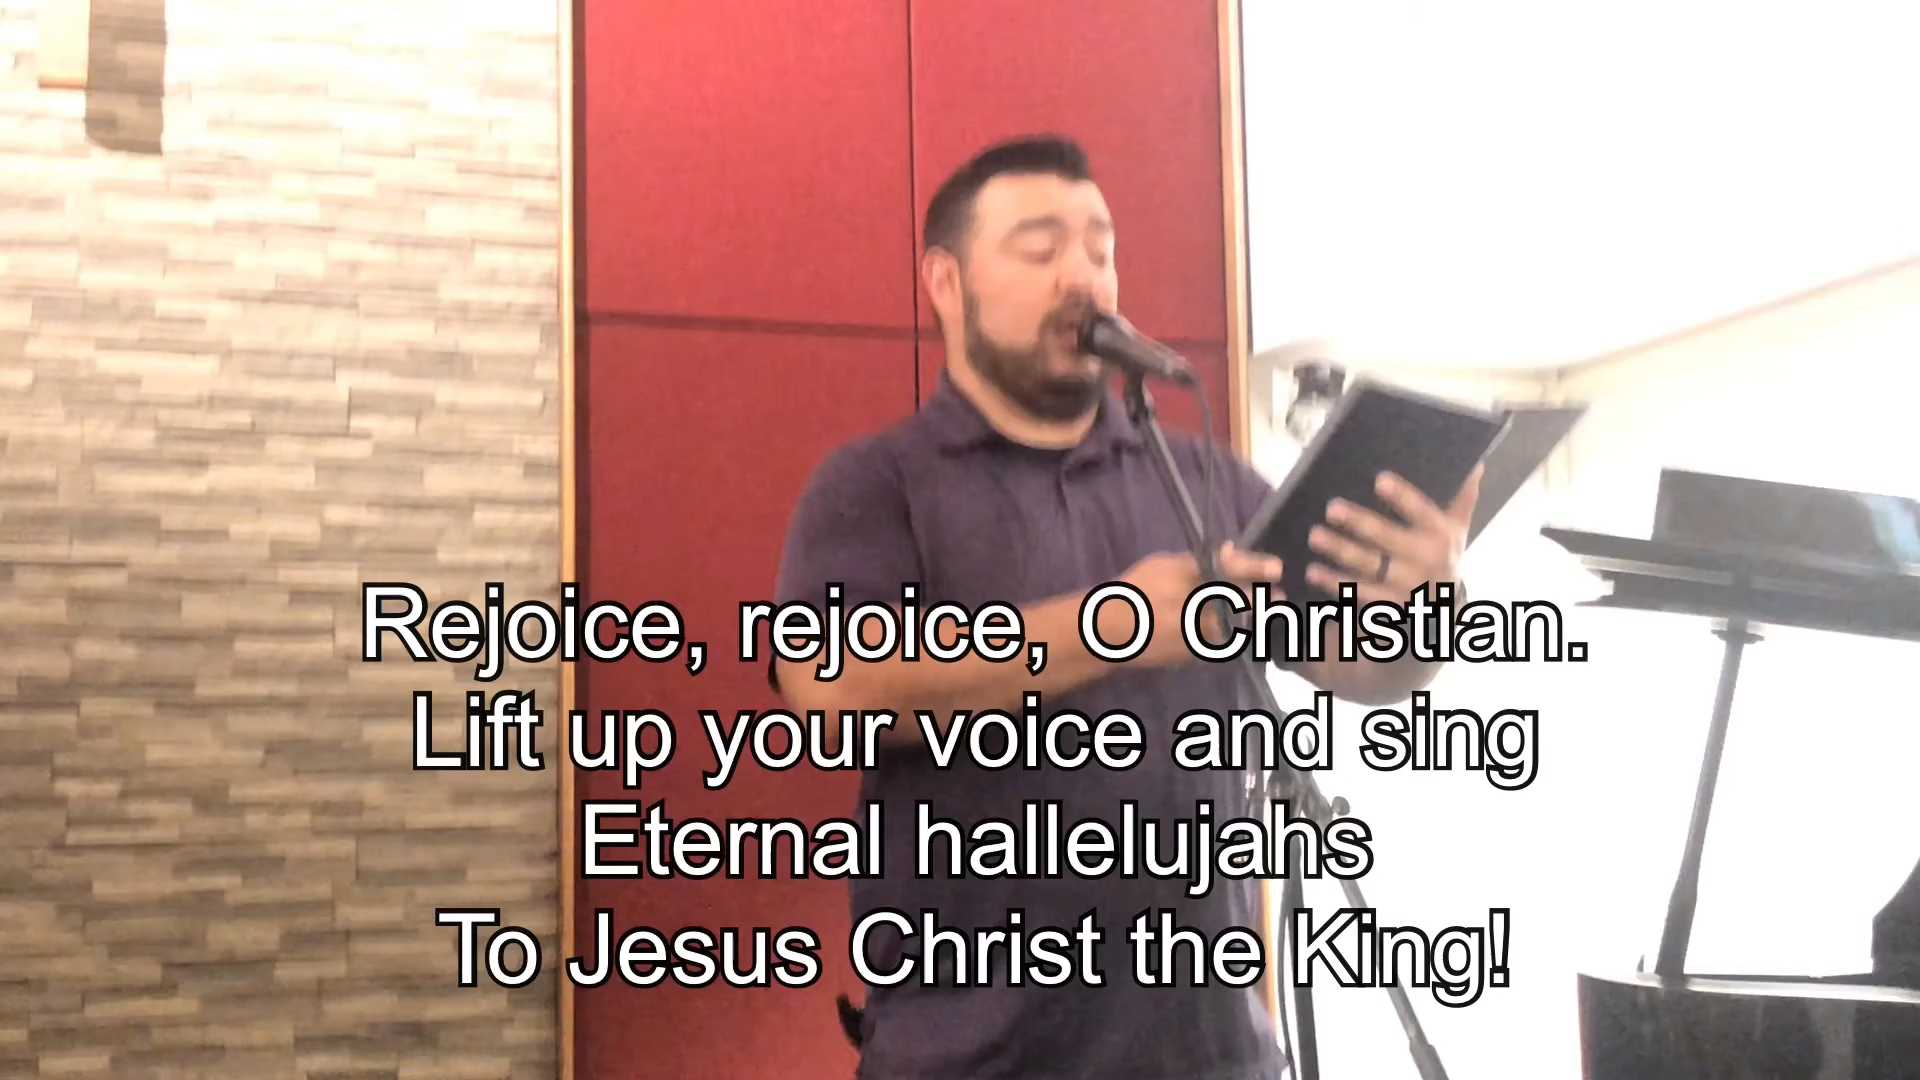 Rejoice, rejoice, O Christian.
Lift up your voice and sing
Eternal hallelujahs
To Jesus Christ the King!